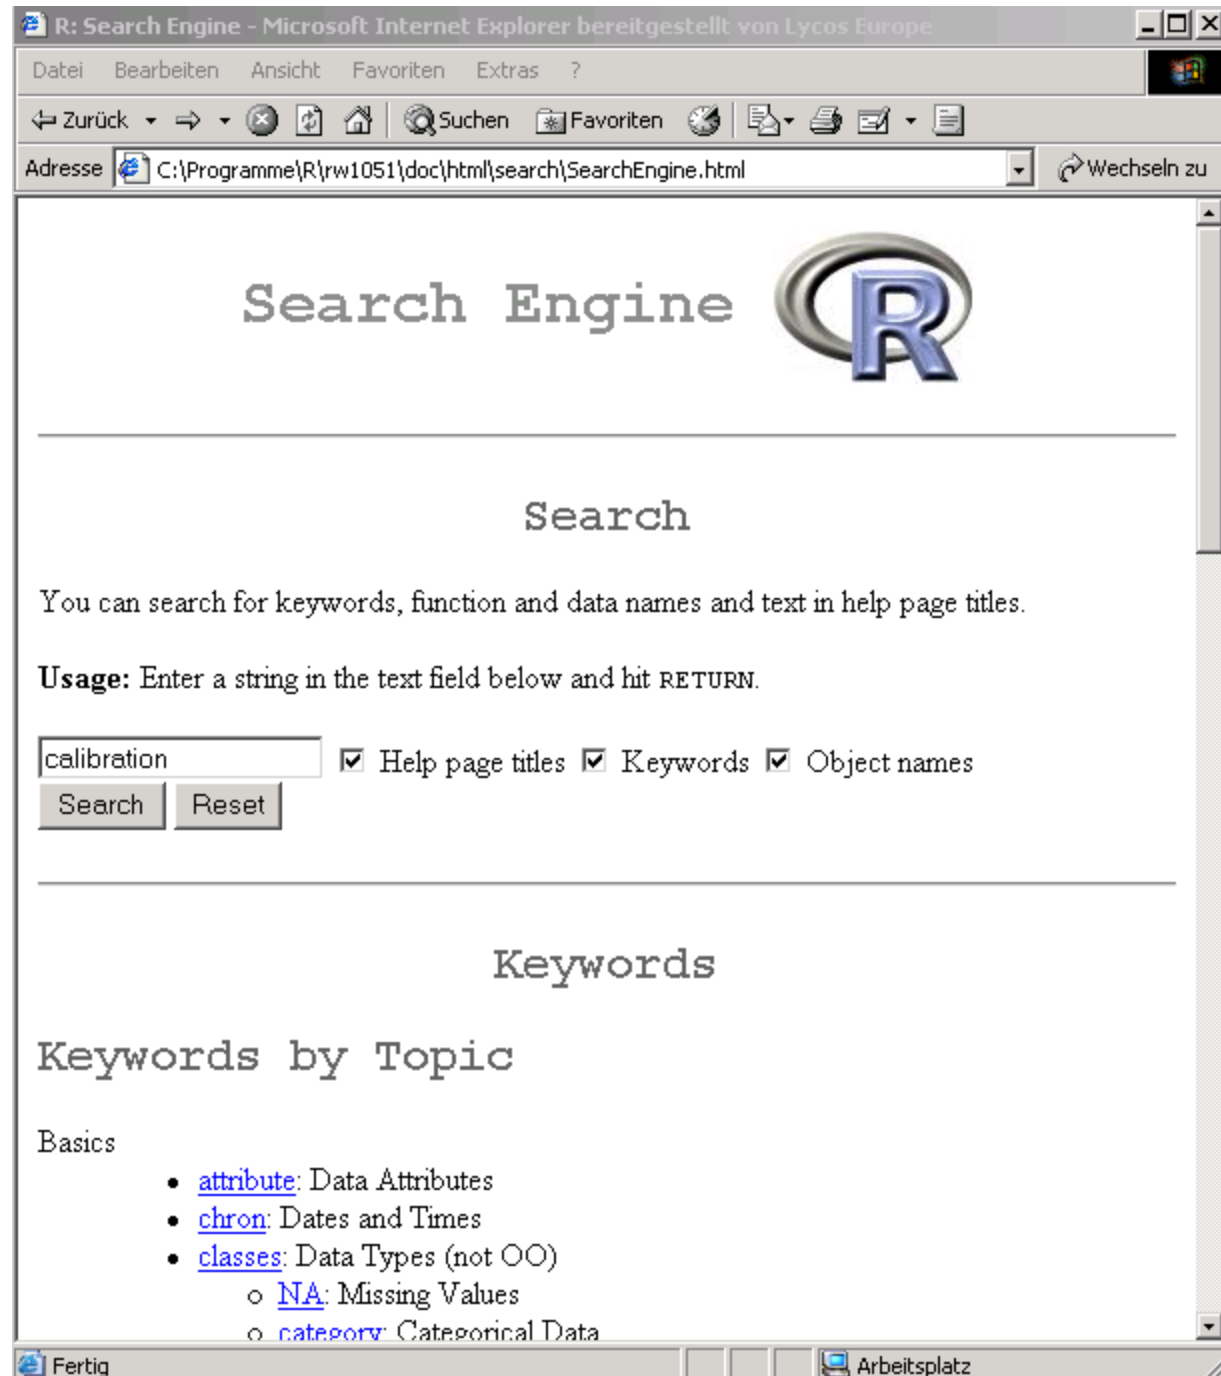 R: Search Engine - Microsoft Internet Explorer bereitgestellt von Lycos Europe
Datei Bearbeiten Ansicht Favoriten Extras ?
Zurück Suchen Favoriten
Adresse C:\Programme\R\rw1051\doc\html\search\SearchEngine.html Wechseln zu
Search Engine R
Search
You can search for keywords, function and data names and text in help page titles.
Usage: Enter a string in the text field below and hit RETURN.
calibration Help page titles Keywords Object names
Search Reset
Keywords
Keywords by Topic
Basics
• attribute: Data Attributes
• chron: Dates and Times
• classes: Data Types (not OO)
o NA: Missing Values
o category: Categorical Data
Fertig Arbeitsplatz